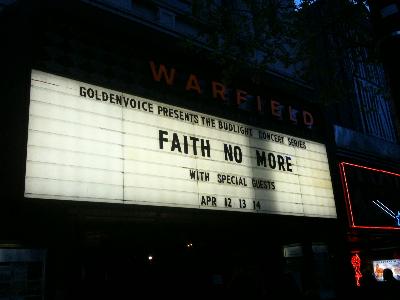 WARFIELD
GOLDENVOICE PRESENTS THE BUDLIGHT CONCERT SERIES
FAITH NO MORE
WITH SPECIAL GUESTS
APR 12 13 14